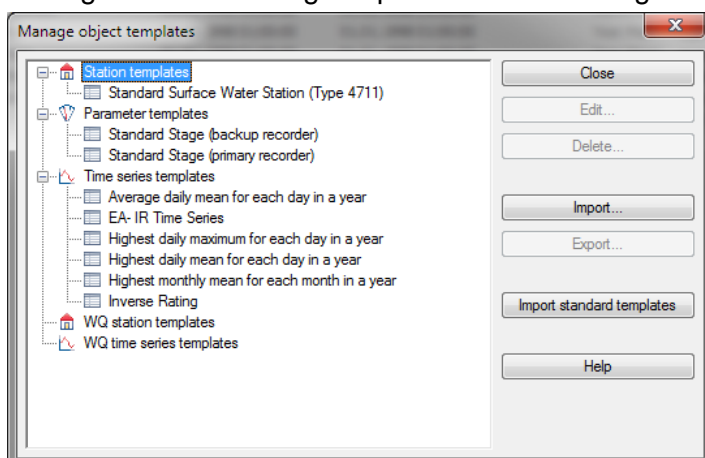 Manage object templates
Station templates
Close
Standard Surface Water Station (Type 4711)
Parameter templates
Edit...
Standard Stage (backup recorder)
Delete...
Standard Stage (primary recorder)
Time series templates
Average daily mean for each day in a year
Import...
EA- IR Time Series
Highest daily maximum for each day in a year
Export...
Highest daily mean for each day in a year
Highest monthly mean for each month in a year
Inverse Rating
Import standard templates
WQ station templates
WQ time series templates
Help